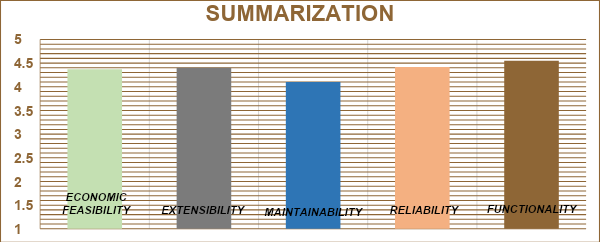 SUMMARIZATION
5
4.5
4
3.5
3
2.5
2
1.5
1
ECONOMIC
FEASIBILITY
EXTENSIBILITY
MAINTAINABILITY
RELIABILITY
FUNCTIONALITY